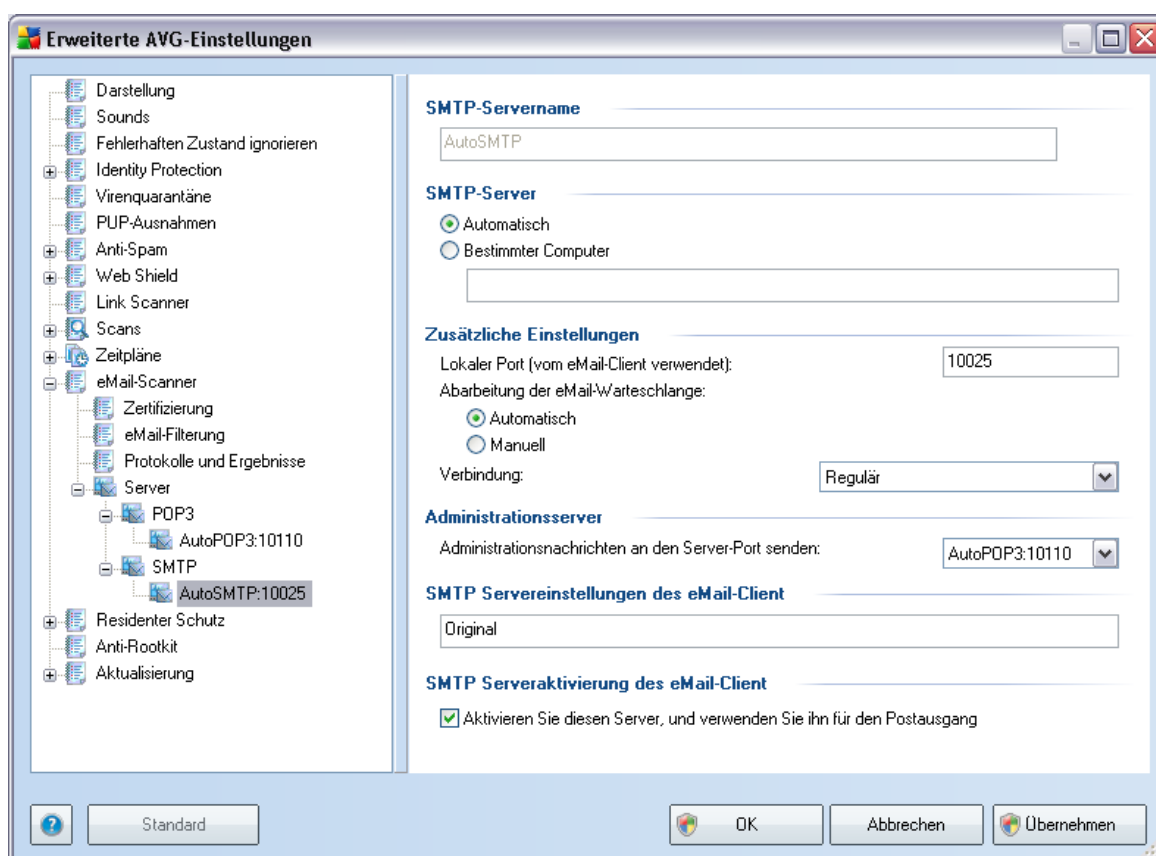 Erweiterte AVG-Einstellungen
Darstellung
Sounds
Fehlerhaften Zustand ignorieren
Identity Protection
Virenquarantäne
PUP-Ausnahmen
Anti-Spam
Web Shield
Link Scanner
Scans
Zeitpläne
eMail-Scanner
Zertifizierung
eMail-Filterung
Protokolle und Ergebnisse
Server
POP3
AutoPOP3:10110
SMTP
AutoSMTP:10025
Residenter Schutz
Anti-Rootkit
Aktualisierung
SMTP-Servername
AutoSMTP
SMTP-Server
Automatisch
Bestimmter Computer
Zusätzliche Einstellungen
Lokaler Port (vom eMail-Client verwendet): 10025
Abarbeitung der eMail-Warteschlange:
Automatisch
Manuell
Verbindung: Regulär
Administrationsserver
Administrationsnachrichten an den Server-Port senden: AutoPOP3:10110
SMTP Servereinstellungen des eMail-Client
Original
SMTP Serveraktivierung des eMail-Client
Aktivieren Sie diesen Server, und verwenden Sie ihn für den Postausgang
? Standard OK Abbrechen Übernehmen